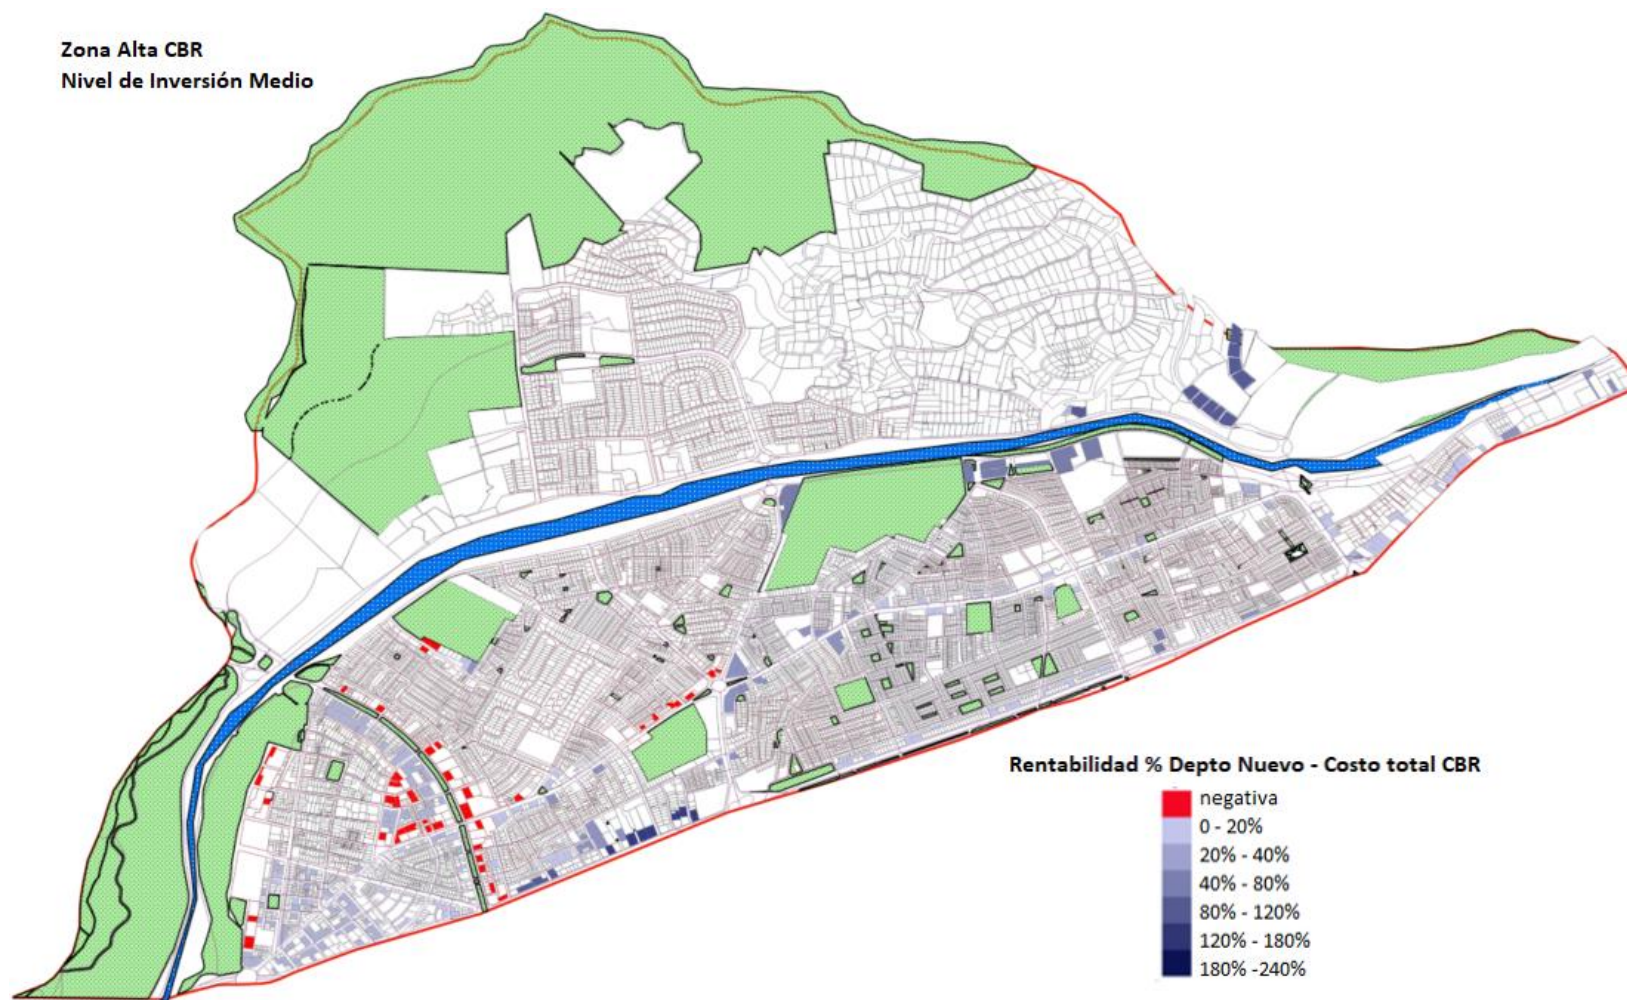 Zona Alta CBR
Nivel de Inversión Medio
Rentabilidad % Depto Nuevo - Costo total CBR
negativa
0 - 20%
20% - 40%
40% - 80%
80% - 120%
120% - 180%
180% -240%